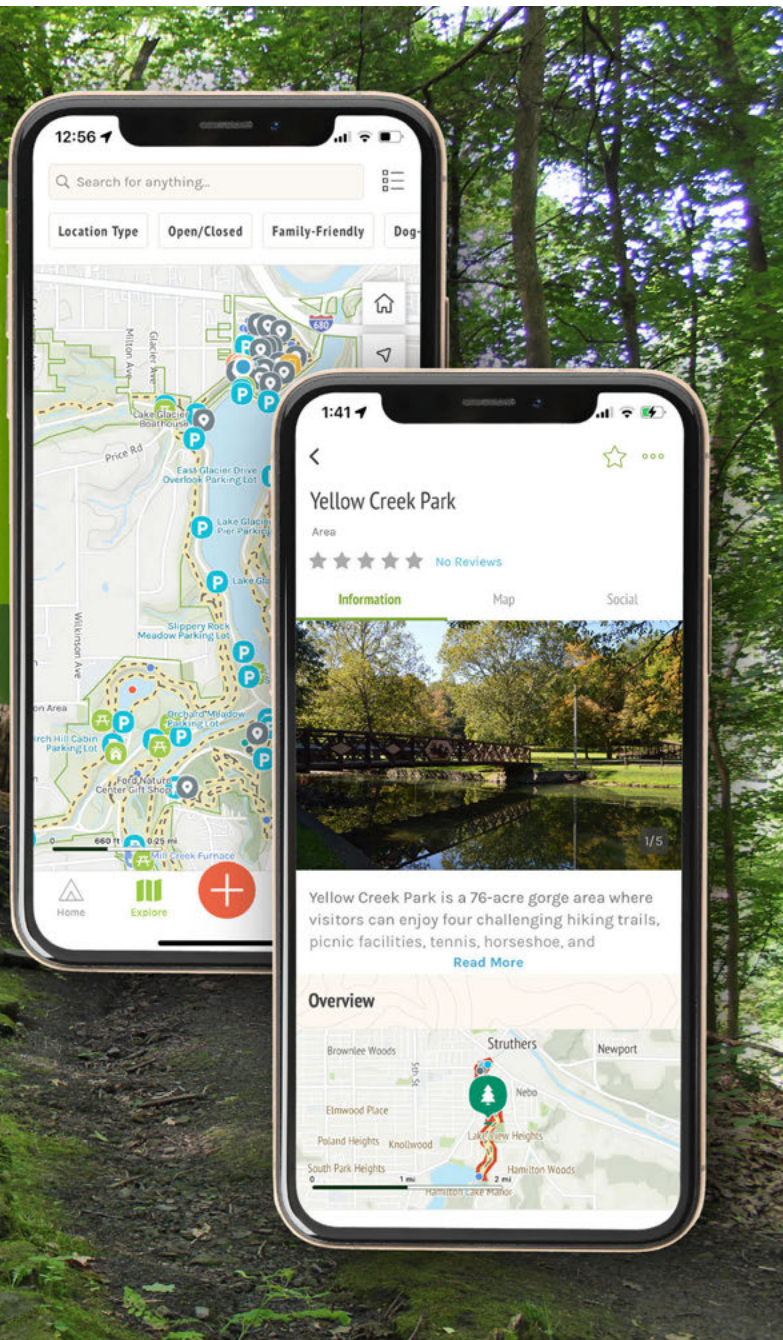 12:56
Search for anything...
Location Type
Open/Closed
Family-Friendly
Dog-
680
Milton Ave
Glacier Ave
Lake Glacier
Boathouse
Price Rd
East Glacier Drive
Overlook Parking Lot
Lake Glacier
Pier Parking
P
Lake Gla
Slippery Rock
Meadow Parking Lot
Wilkinson Ave
on Area
Orchard Meadow
Parking Lot
rch Hill Cabin
Parking Lot
Ford Nature
Center Gift Shop
0 660 ft 0.25 mi
Mill Creek Furnace
Home
Explore
1:41
Yellow Creek Park
Area
No Reviews
Information
Map
Social
1/5
Yellow Creek Park is a 76-acre gorge area where
visitors can enjoy four challenging hiking trails,
picnic facilities, tennis, horseshoe, and
Read More
Overview
Struthers
Brownlee Woods
Newport
5th St
Nebo
Elmwood Place
Poland Heights
Knollwood
Lake View Heights
South Park Heights
Hamilton Woods
0 1 mi 2 mi
Hamilton Lake Manor